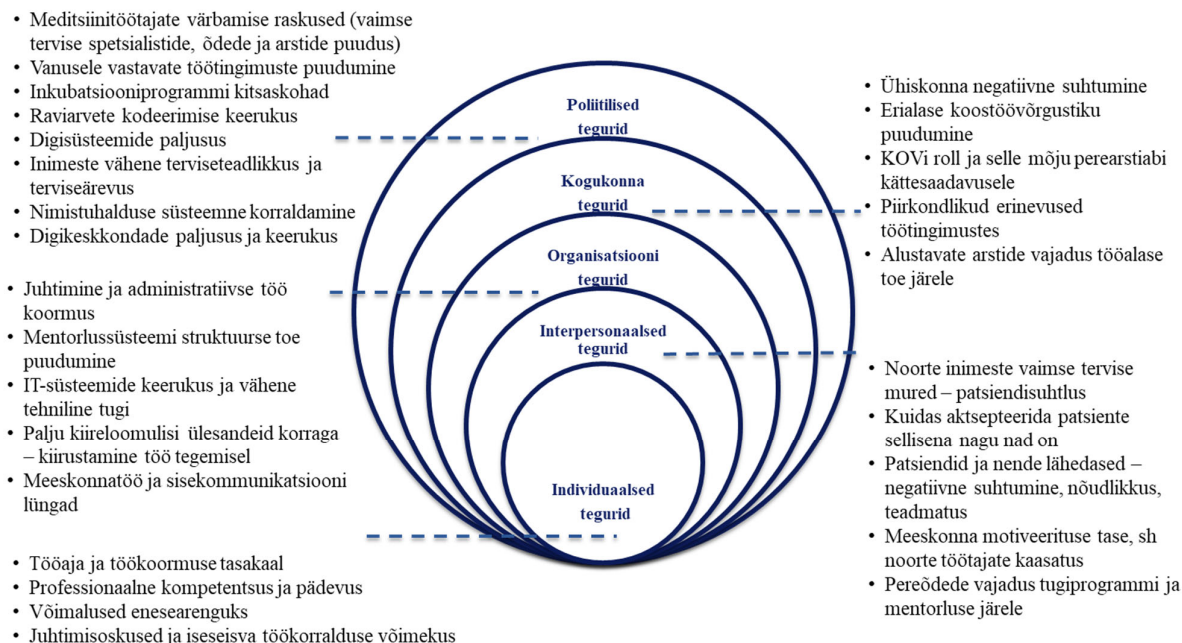 • Meditsiinitöötajate värbamise raskused (vaimse
tervise spetsialistide, õdede ja arstide puudus)
• Vanusele vastavate töötingimuste puudumine
• Inkubatsiooniprogrammi kitsaskohad
• Raviarvete kodeerimise keerukus
• Digisüsteemide paljusus
• Inimeste vähene terviseteadlikkus ja
terviseärevus
• Nimistuhalduse süsteemne korraldamine
• Digikeskkondade paljusus ja keerukus
• Juhtimine ja administratiivse töö
koormus
• Mentorlussüsteemi struktuurse toe
puudumine
• IT-süsteemide keerukus ja vähene
tehniline tugi
• Palju kiireloomulisi ülesandeid korraga
– kiirustamine töö tegemisel
• Meeskonnatöö ja sisekommunikatsiooni
lüngad
• Tööaja ja töökoormuse tasakaal
• Professionaalne kompetentsus ja pädevus
• Võimalused enesearenguks
• Juhtimisoskused ja iseseisva töökorralduse võimekus
Poliitilised
tegurid
Kogukonna
tegurid
Organisatsiooni
tegurid
Interpersonaalsed
tegurid
Individuaalsed
tegurid
• Ühiskonna negatiivne suhtumine
• Erialase koostöövõrgustiku
puudumine
• KOVi roll ja selle mõju perearstiabi
kättesaadavusele
• Piirkondlikud erinevused
töötingimustes
• Alustavate arstide vajadus tööalase
toe järele
• Noorte inimeste vaimse tervise
mured – patsiendisuhtlus
• Kuidas aktsepteerida patsiente
sellisena nagu nad on
• Patsiendid ja nende lähedased –
negatiivne suhtumine, nõudlikkus,
teadmatus
• Meeskonna motiveerituse tase, sh
noorte töötajate kaasatus
• Pereõdede vajadus tugiprogrammi ja
mentorluse järele